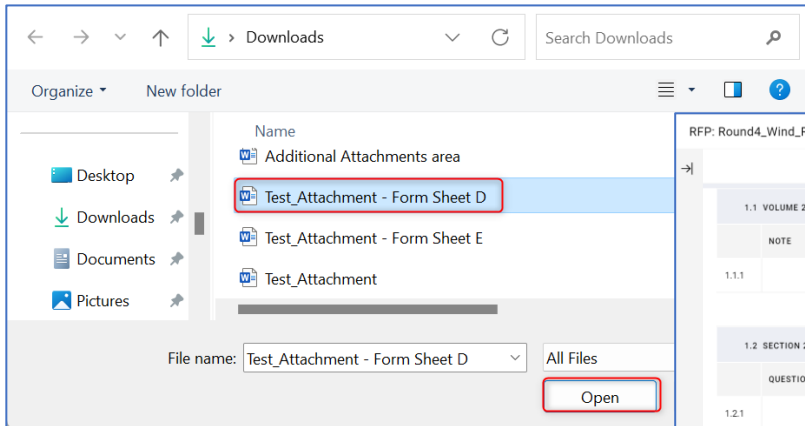 Downloads
Search Downloads
Organize
New folder
Name
Additional Attachments area
Test_Attachment - Form Sheet D
Test_Attachment - Form Sheet E
Test_Attachment
Desktop
Downloads
Documents
Pictures
File name: Test_Attachment - Form Sheet D
All Files
Open
RFP: Round4_Wind_
1.1 VOLUME 2
NOTE
1.1.1
1.2 SECTION 2
QUESTIO
1.2.1